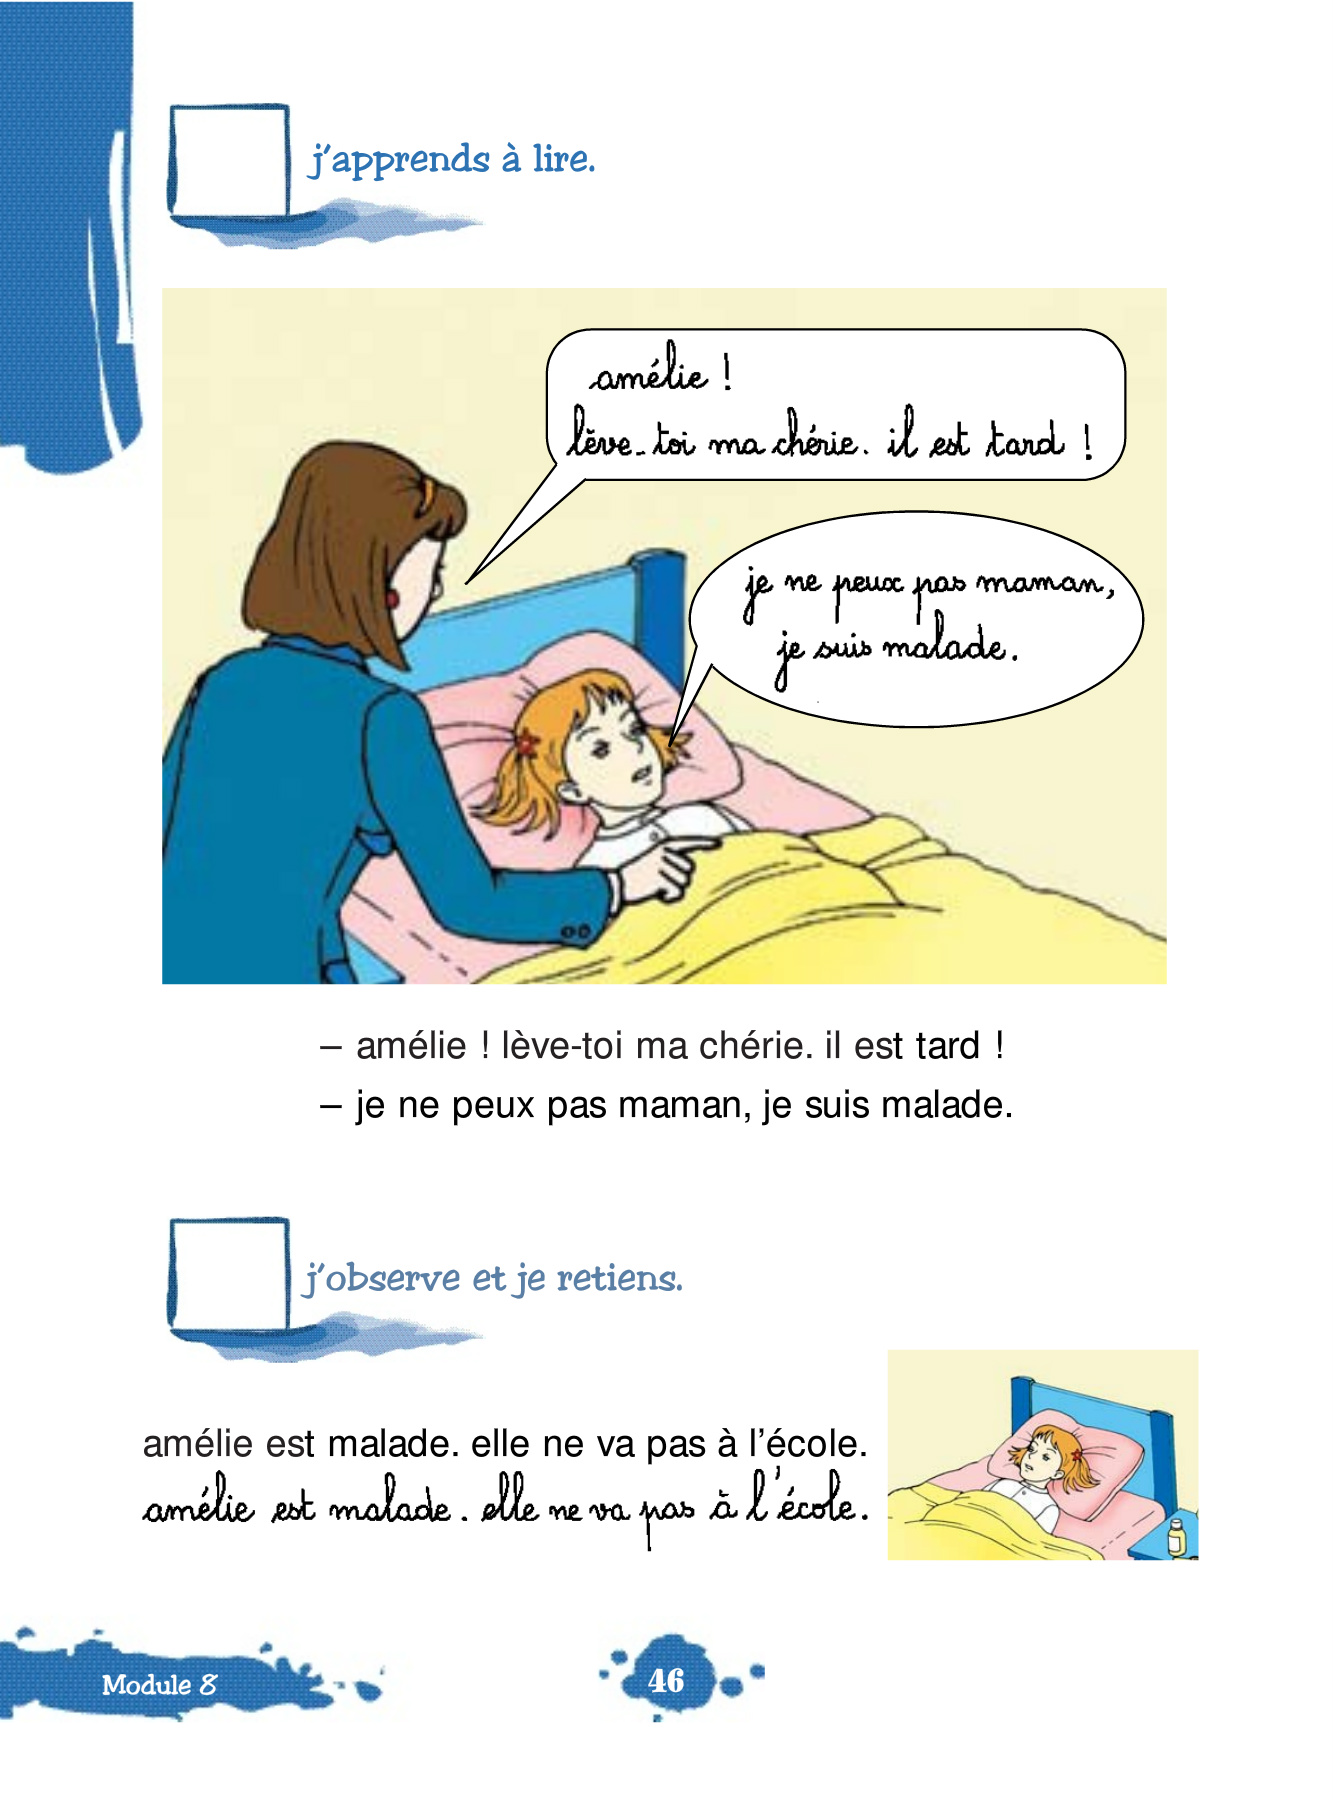 j'apprends à lire.
amélie !
lève-toi ma chérie. il est tard !
je ne peux pas maman,
je suis malade.
– amélie ! lève-toi ma chérie. il est tard !
– je ne peux pas maman, je suis malade.
j'observe et je retiens.
amélie est malade. elle ne va pas à l'école.
amélie est malade. elle ne va pas à l'école.
Module 8
46